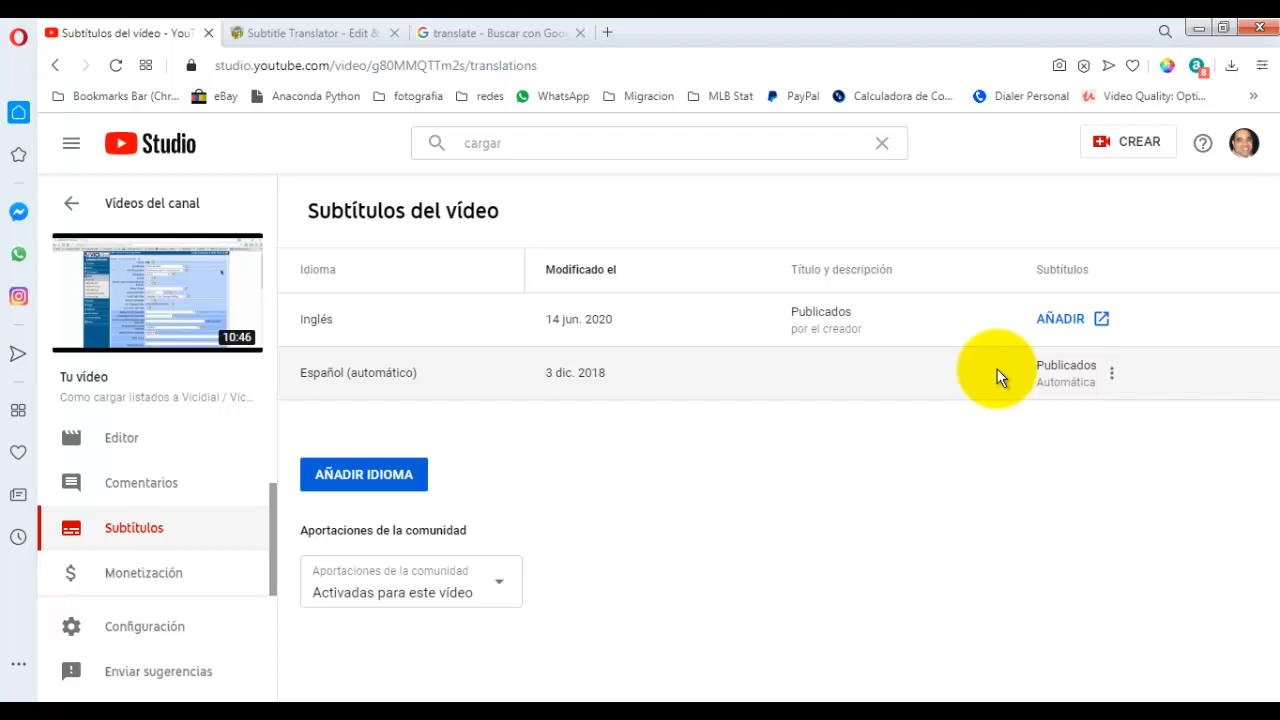 Subtítulos del vídeo - YouT
Subtitle Translator - Edit &
translate - Buscar con Goo
studio.youtube.com/video/g80MMQTTm2s/translations
Bookmarks Bar (Chr...
eBay
Anaconda Python
fotografia
redes
WhatsApp
Migracion
MLB Stat
PayPal
Calculadora de Co...
Dialer Personal
Video Quality: Opti...
»
8
Studio
cargar
CREAR
Vídeos del canal
Subtítulos del vídeo
10:46
Idioma
Modificado el
Título y descripción
Subtítulos
Inglés
14 jun. 2020
Publicados
por el creador
AÑADIR
Español (automático)
3 dic. 2018
Publicados
Automática
Tu vídeo
Como cargar listados a Vicidial / Vic...
Editor
Comentarios
Subtítulos
Monetización
Configuración
Enviar sugerencias
AÑADIR IDIOMA
Aportaciones de la comunidad
Aportaciones de la comunidad
Activadas para este vídeo